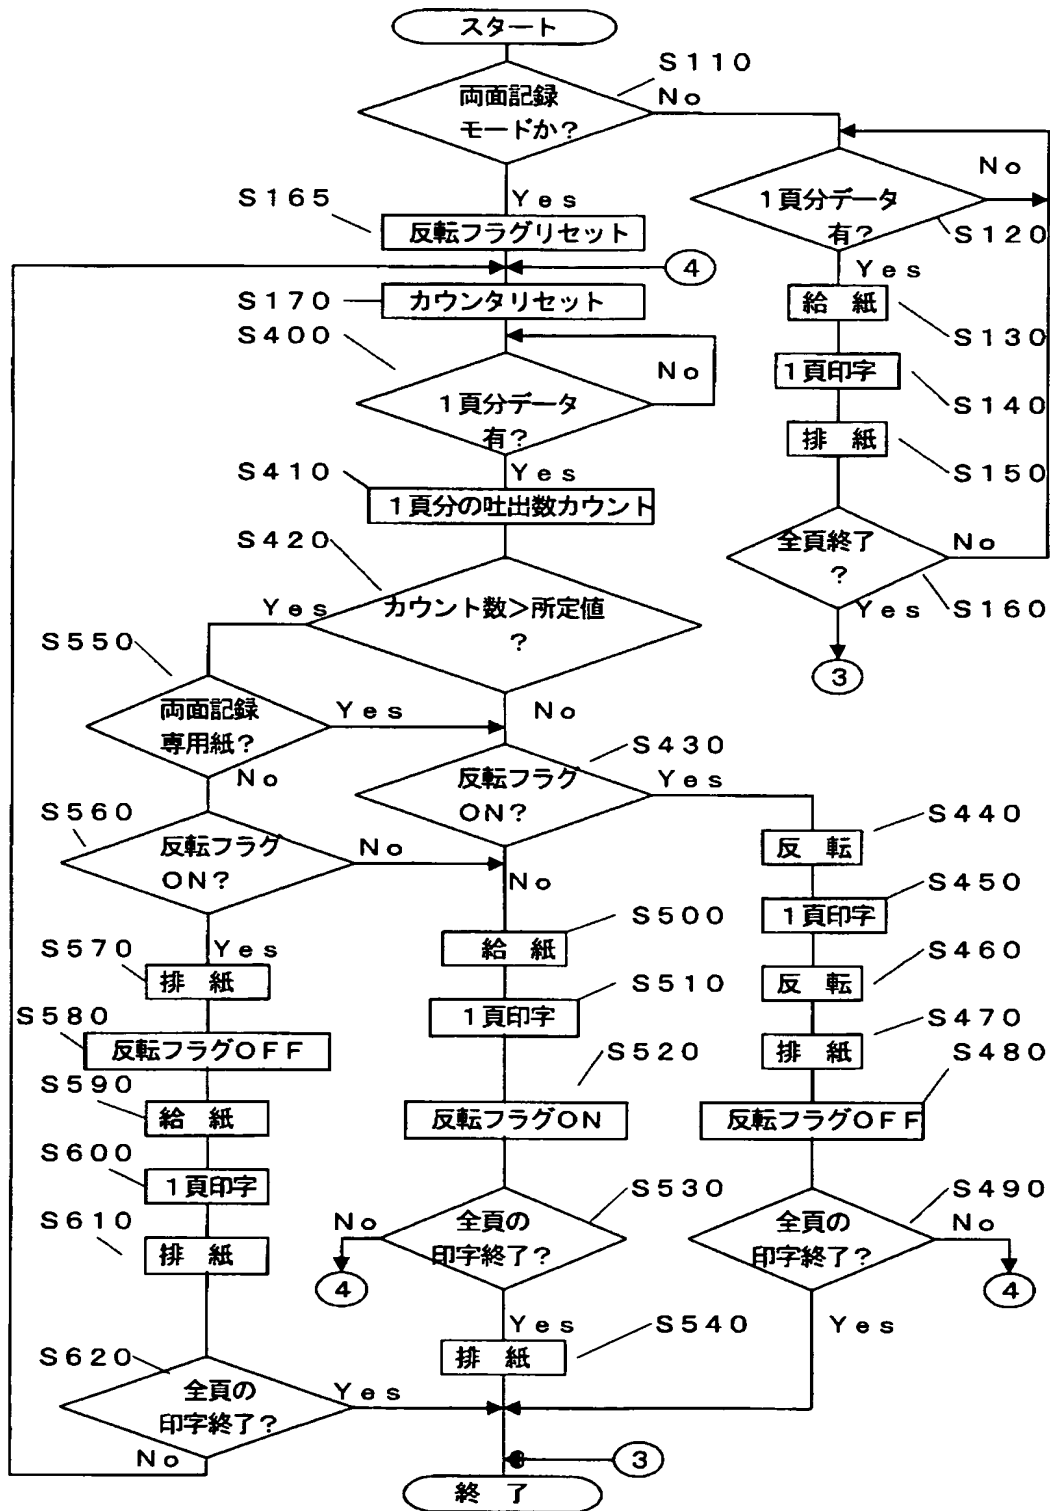 スタート
S110
両面記録
モードか?
No
Yes
S165
反転フラグリセット
4
S170
カウンタリセット
S400
No
1頁分データ
有?
Yes
S410
1頁分の吐出数カウント
S420
カウント数>所定値
?
Yes
No
No
1頁分データ
有?
S120
Yes
給 紙
S130
1頁印字
S140
排 紙
S150
全頁終了
?
No
Yes
S160
3
S550
両面記録
専用紙?
Yes
No
S430
反転フラグ
ON?
Yes
No
S560
反転フラグ
ON?
No
Yes
S570
排 紙
S580
反転フラグOFF
S590
給 紙
S600
1頁印字
S610
排 紙
S620
全頁の
印字終了?
Yes
No
S500
給 紙
S510
1頁印字
S520
反転フラグON
S530
全頁の
印字終了?
No
4
Yes
S540
排 紙
S440
反 転
S450
1頁印字
S460
反 転
S470
排 紙
S480
反転フラグOFF
S490
全頁の
印字終了?
No
4
Yes
3
終 了